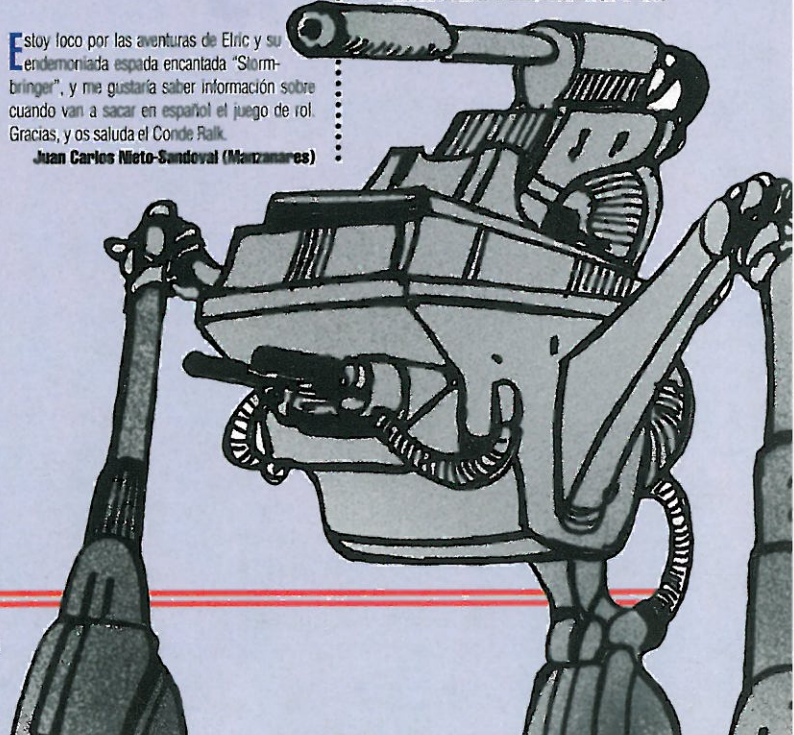 Estoy loco por las aventuras de Elric y su
endemoniada espada encantada "Storm-
bringer", y me gustaría saber información sobre
cuando van a sacar en español el juego de rol.
Gracias, y os saluda el Conde Ralk.
Juan Carlos Nieto-Sandoval (Manzanares)